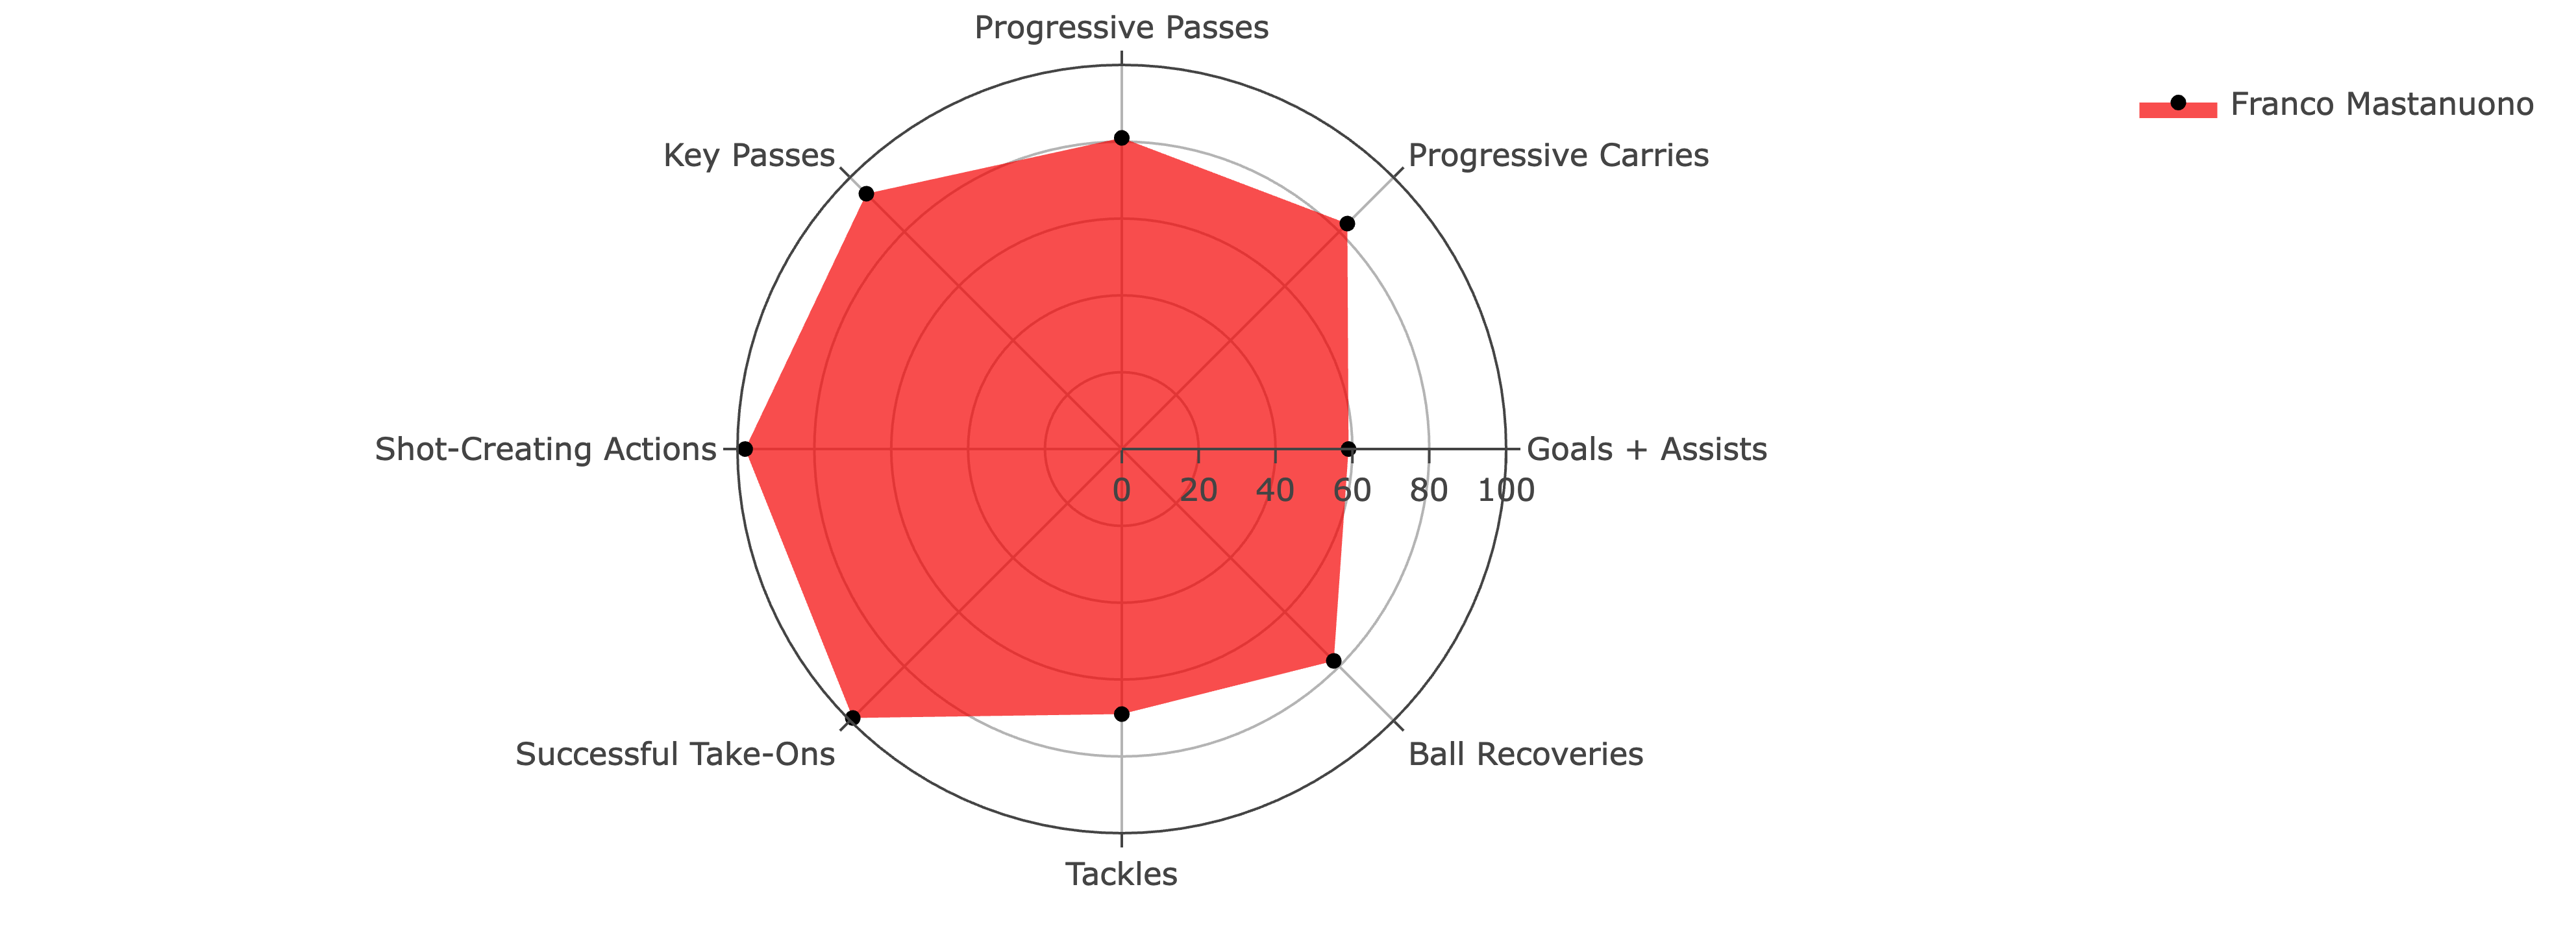 Progressive Passes
Franco Mastanuono
Key Passes
Progressive Carries
Shot-Creating Actions
Goals + Assists
0 20 40 60 80 100
Successful Take-Ons
Ball Recoveries
Tackles